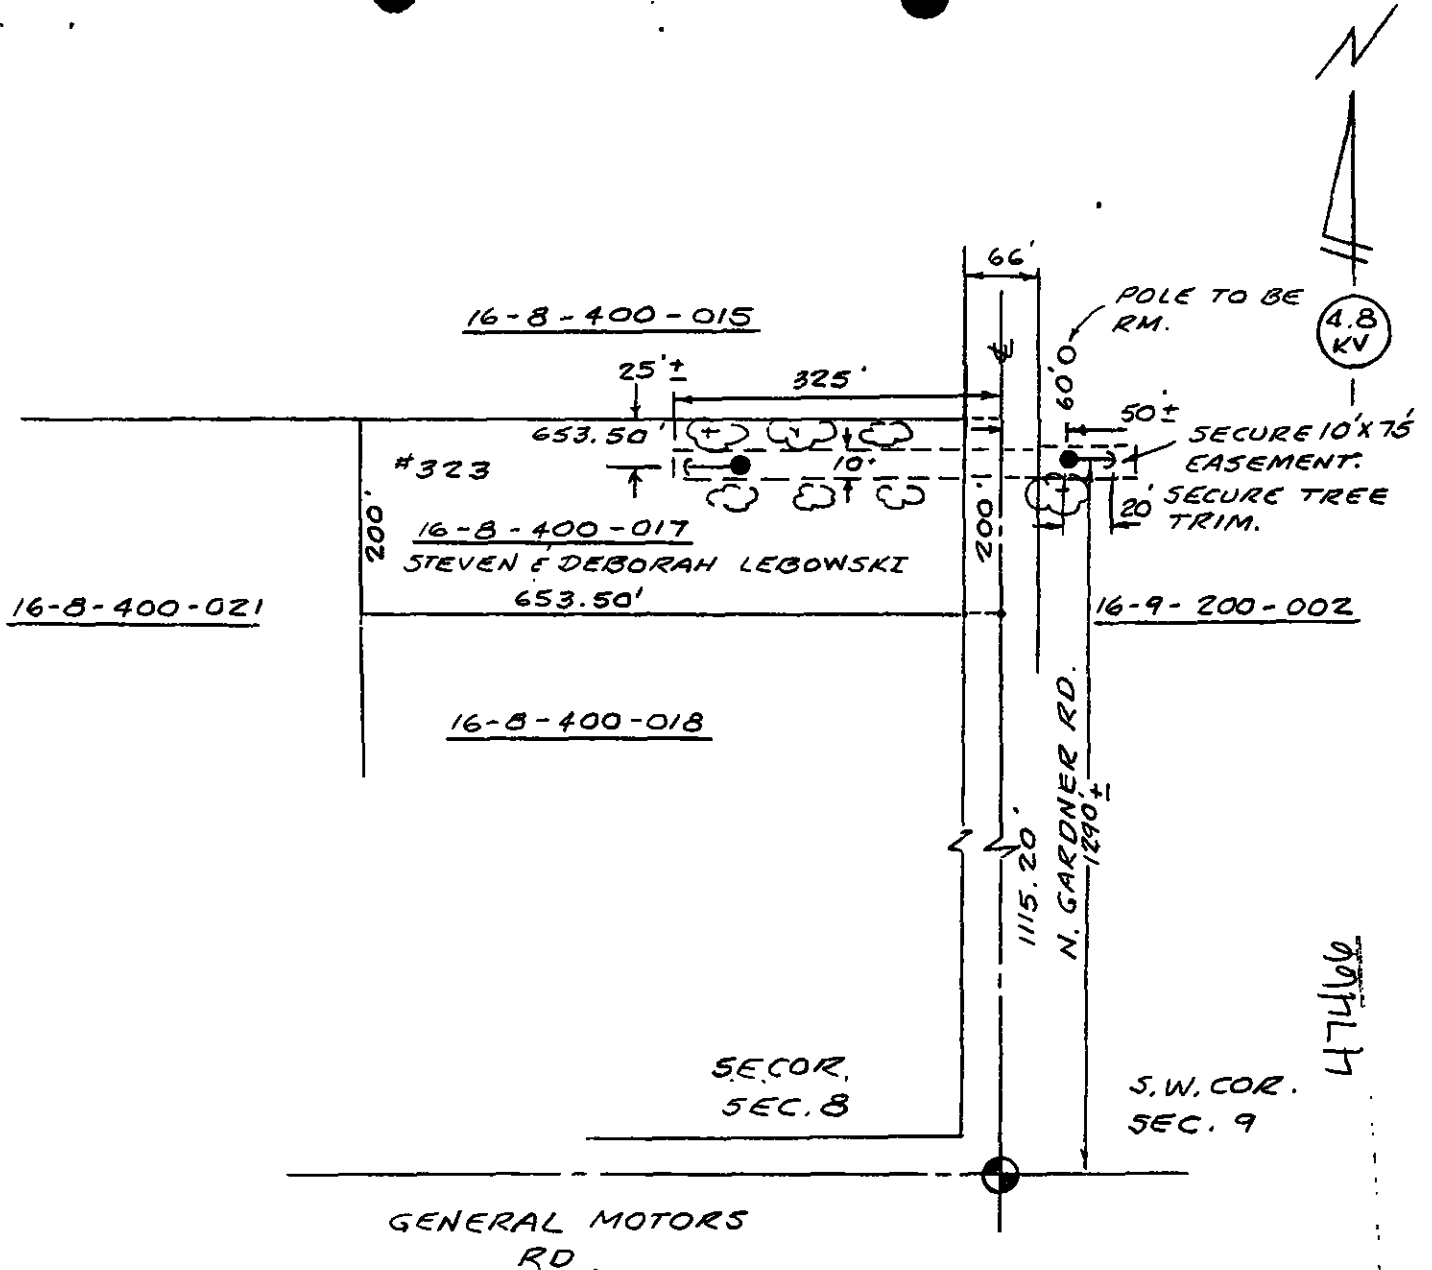 N
66'
POLE TO BE
RM.
16-8-400-015
4.8
KV
25'±
325'
60'0
50'±
653.50'
SECURE 10'X75'
EASEMENT.
#323
10'
200'
200'
20'
SECURE TREE
TRIM.
16-8-400-017
STEVEN & DEBORAH LEBOWSKI
653.50'
16-8-400-021
16-9-200-002
16-8-400-018
N. GARDNER RD.
1290'±
1115.20'
47466
S.E. COR.
SEC. 8
S.W. COR.
SEC. 9
GENERAL MOTORS
RD.